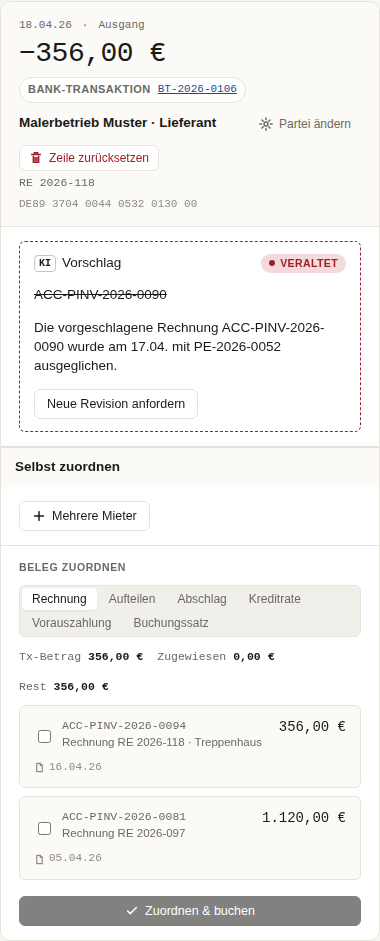 18.04.26 · Ausgang
−356,00 €
BANK-TRANSAKTION BT-2026-0106
Malerbetrieb Muster · Lieferant
Partei ändern
Zeile zurücksetzen
RE 2026-118
DE89 3704 0044 0532 0130 00
KI Vorschlag
VERALTET
ACC-PINV-2026-0090
Die vorgeschlagene Rechnung ACC-PINV-2026-
0090 wurde am 17.04. mit PE-2026-0052
ausgeglichen.
Neue Revision anfordern
Selbst zuordnen
Mehrere Mieter
BELEG ZUORDNEN
Rechnung Aufteilen Abschlag Kreditrate
Vorauszahlung Buchungssatz
Tx-Betrag 356,00 € Zugewiesen 0,00 €
Rest 356,00 €
ACC-PINV-2026-0094 356,00 €
Rechnung RE 2026-118 · Treppenhaus
16.04.26
ACC-PINV-2026-0081 1.120,00 €
Rechnung RE 2026-097
05.04.26
Zuordnen & buchen